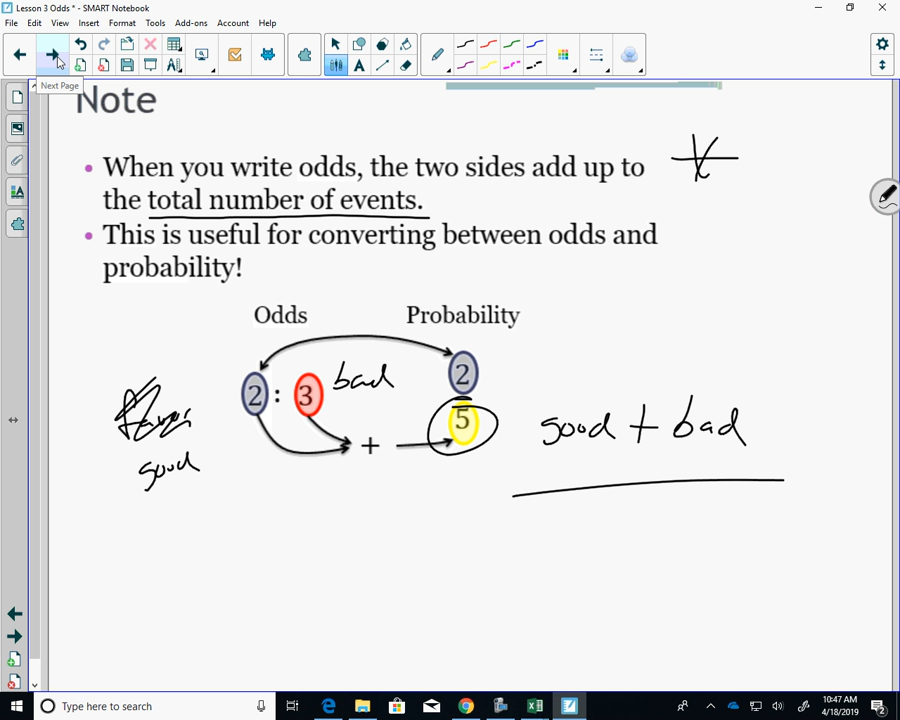 Lesson 3 Odds * - SMART Notebook
File Edit View Insert Format Tools Add-ons Account Help
Next Page
Note
• When you write odds, the two sides add up to
the total number of events.
• This is useful for converting between odds and
probability!
Odds Probability
2 : 3 bad 2
5
good
+
good + bad
Type here to search
10:47 AM
4/18/2019
2